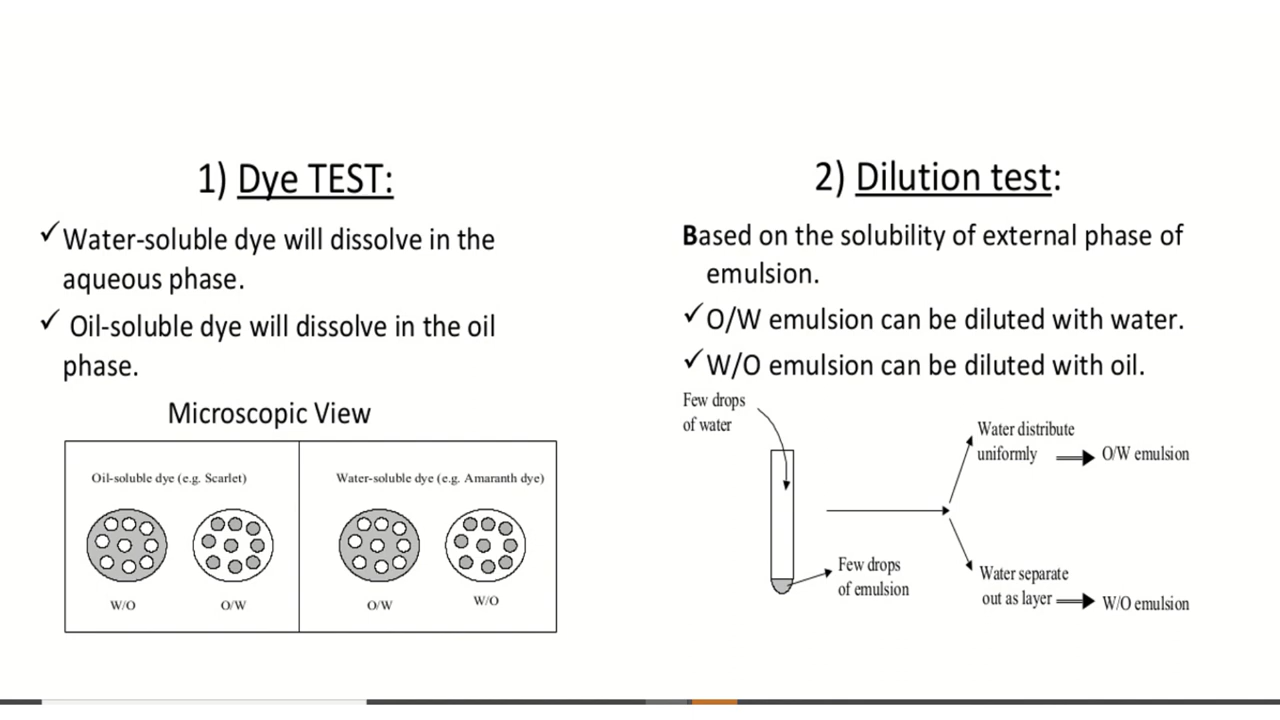 1) Dye TEST:
✓Water-soluble dye will dissolve in the
aqueous phase.
✓ Oil-soluble dye will dissolve in the oil
phase.
Microscopic View
Oil-soluble dye (e.g. Scarlet)
W/O
O/W
Water-soluble dye (e.g. Amaranth dye)
O/W
W/O
2) Dilution test:
Based on the solubility of external phase of
emulsion.
✓O/W emulsion can be diluted with water.
✓W/O emulsion can be diluted with oil.
Few drops
of water
Few drops
of emulsion
Water distribute
uniformly
O/W emulsion
Water separate
out as layer
W/O emulsion